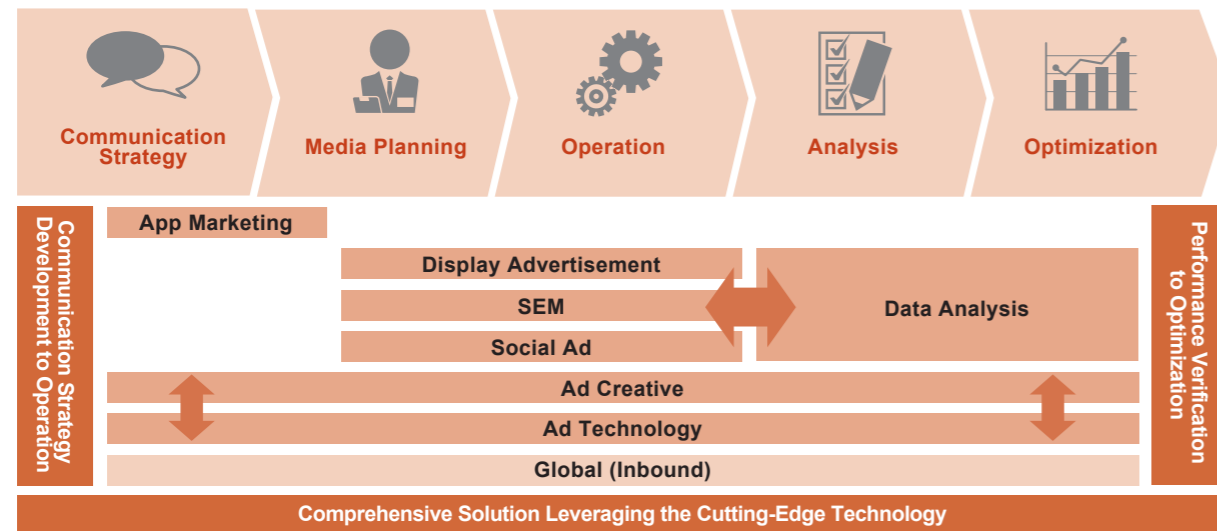 Communication
Strategy
Media Planning
Operation
Analysis
Optimization
Communication Strategy
Development to Operation
App Marketing
Display Advertisement
SEM
Social Ad
Data Analysis
Ad Creative
Ad Technology
Global (Inbound)
Performance Verification
to Optimization
Comprehensive Solution Leveraging the Cutting-Edge Technology